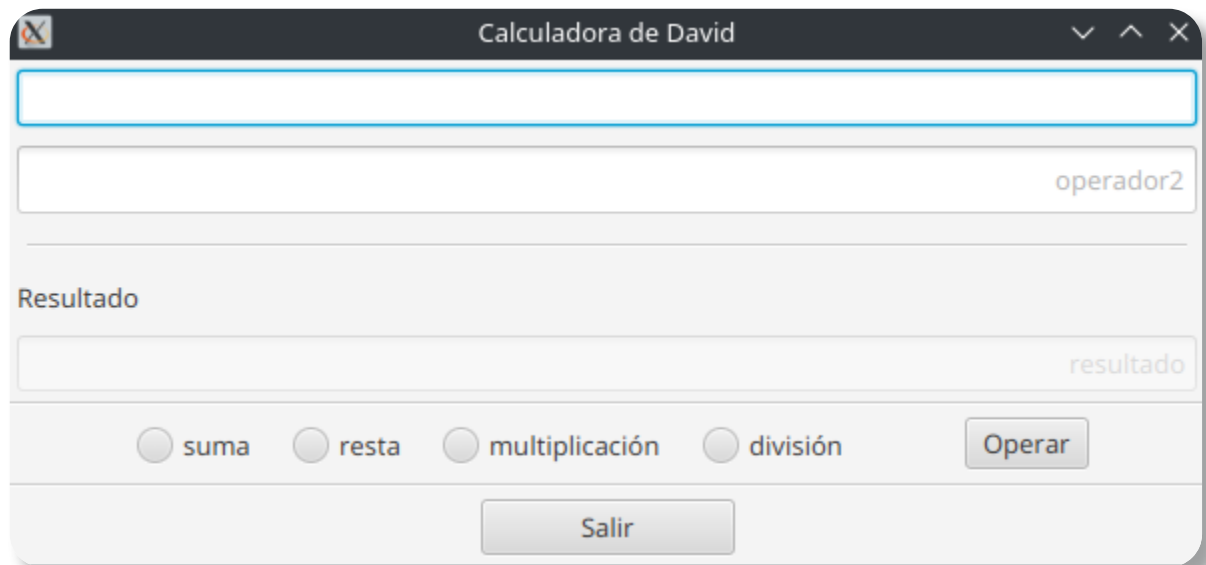 Calculadora de David
operador2
Resultado
resultado
suma resta multiplicación división Operar
Salir